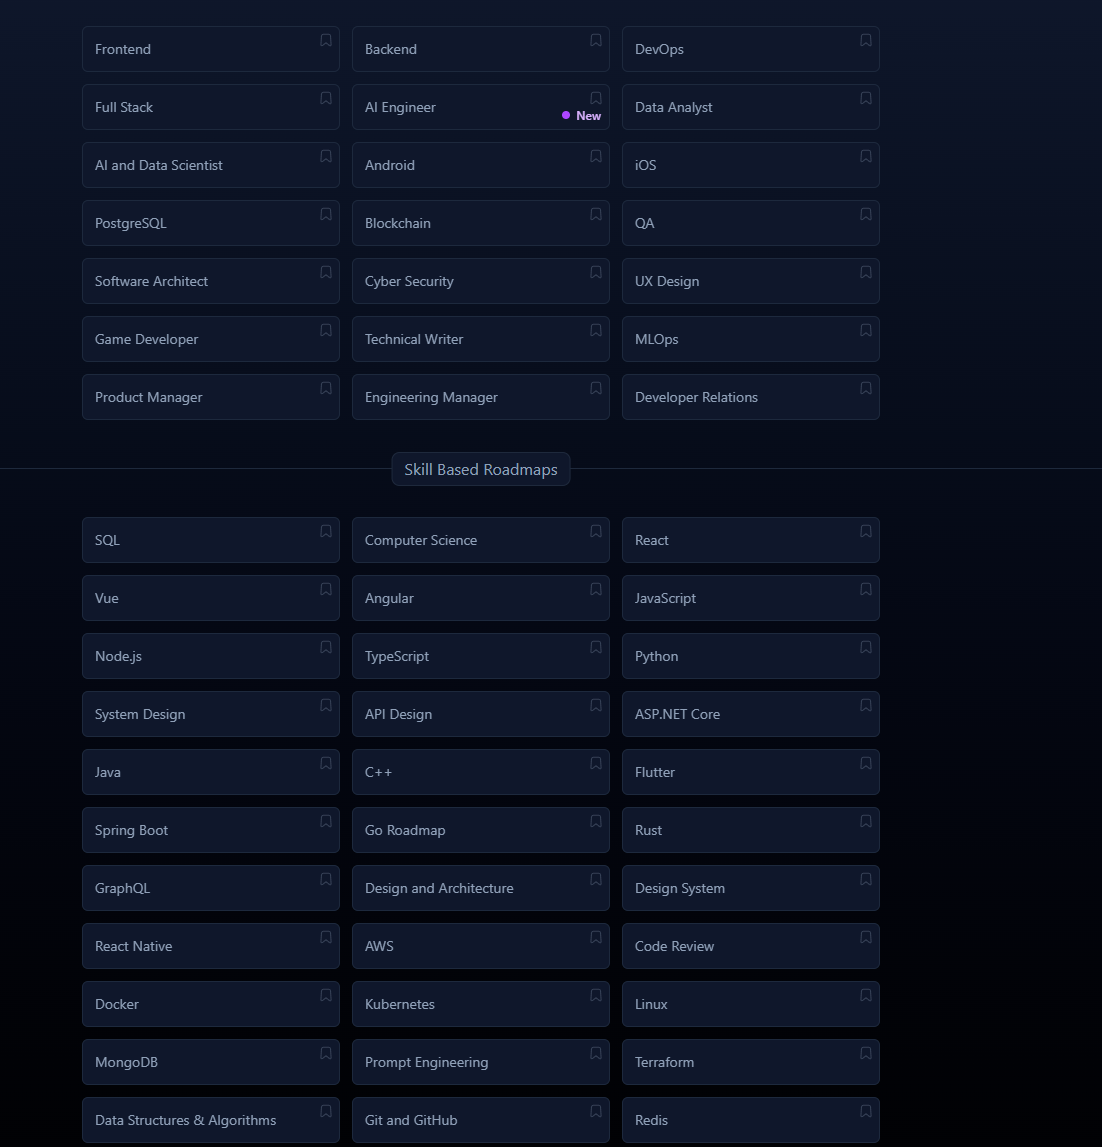 Frontend
Backend
DevOps
Full Stack
AI Engineer
New
Data Analyst
AI and Data Scientist
Android
iOS
PostgreSQL
Blockchain
QA
Software Architect
Cyber Security
UX Design
Game Developer
Technical Writer
MLOps
Product Manager
Engineering Manager
Developer Relations
Skill Based Roadmaps
SQL
Computer Science
React
Vue
Angular
JavaScript
Node.js
TypeScript
Python
System Design
API Design
ASP.NET Core
Java
C++
Flutter
Spring Boot
Go Roadmap
Rust
GraphQL
Design and Architecture
Design System
React Native
AWS
Code Review
Docker
Kubernetes
Linux
MongoDB
Prompt Engineering
Terraform
Data Structures & Algorithms
Git and GitHub
Redis